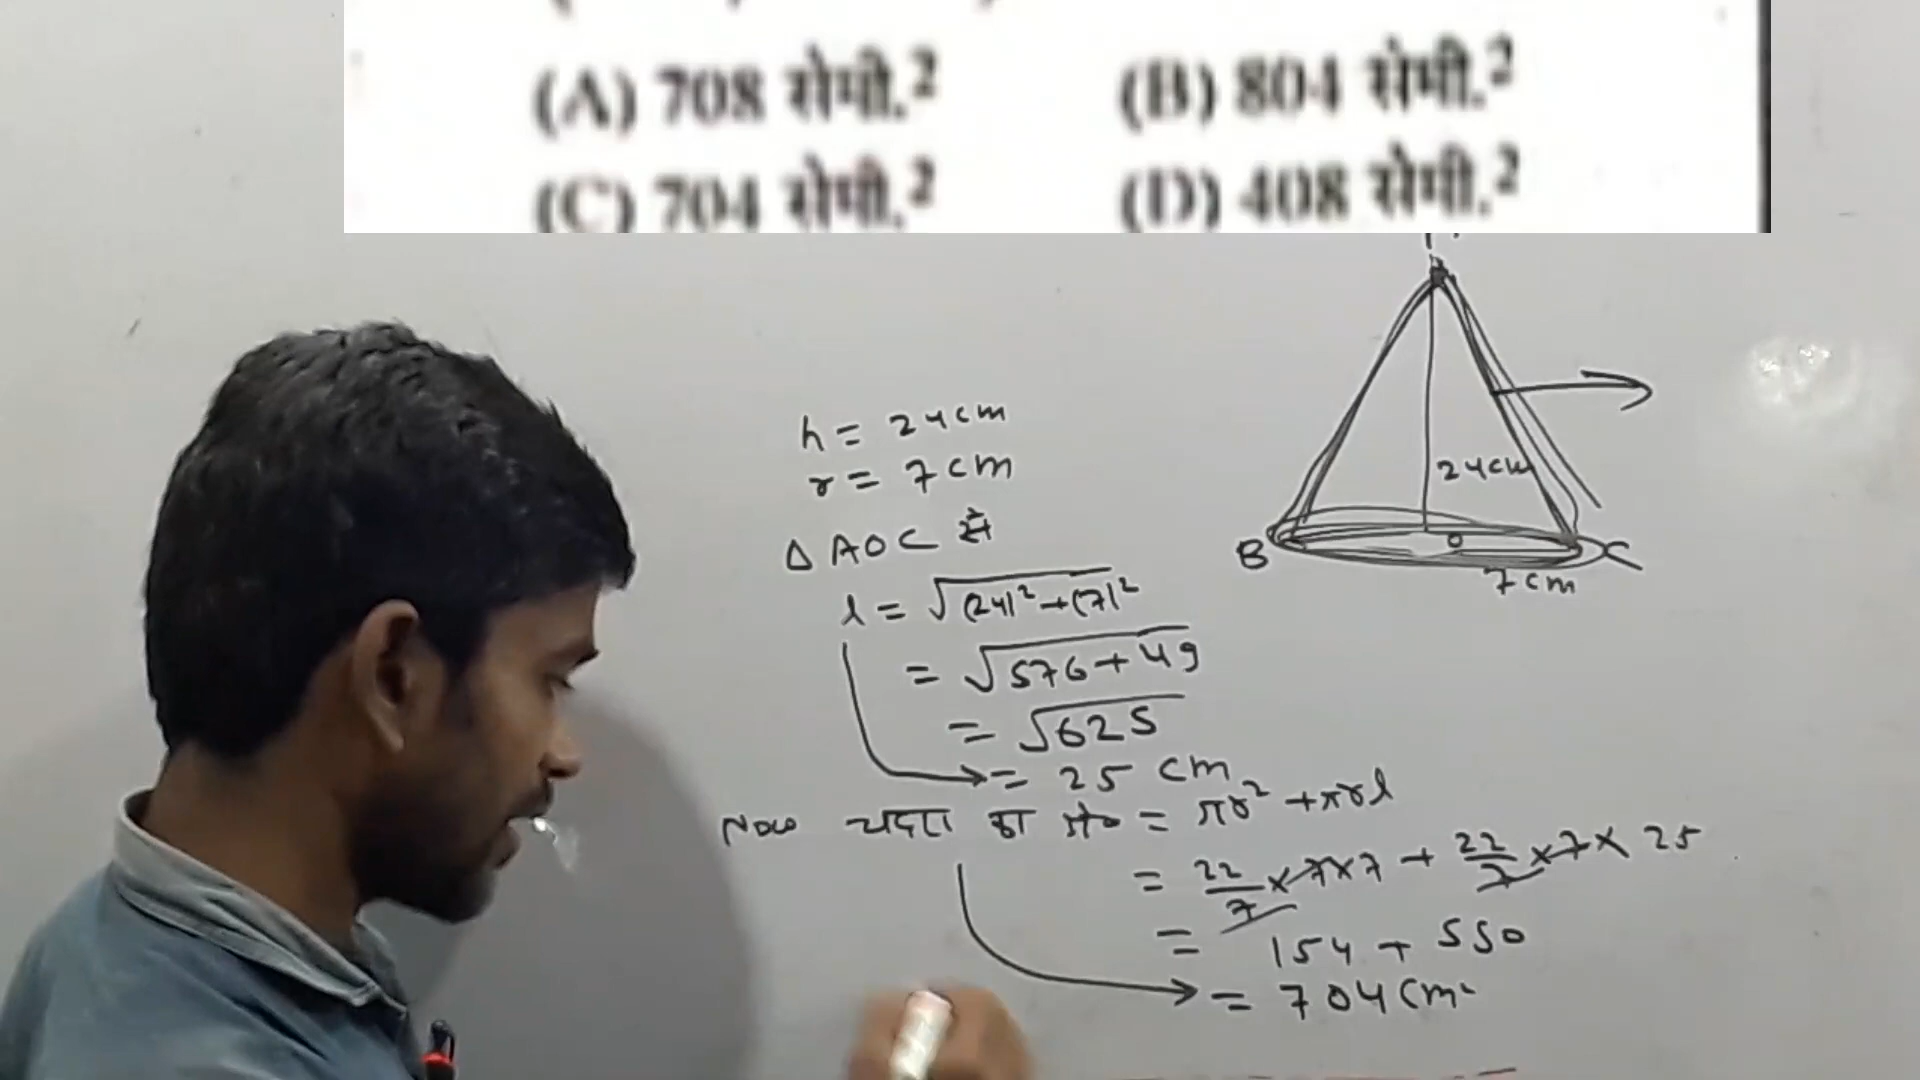 (A) 708 सेमी.² (B) 804 सेमी.²
(C) 704 सेमी.² (D) 408 सेमी.²
h = 24cm
r = 7cm
24cm
Δ AOC से
B O C
7cm
l = √(24)² + (7)²
= √576 + 49
= √625
= 25 cm
Now का = πr² + πrl
= 22/7 × 7 × 7 + 22/7 × 7 × 25
= 154 + 550
= 704 cm²